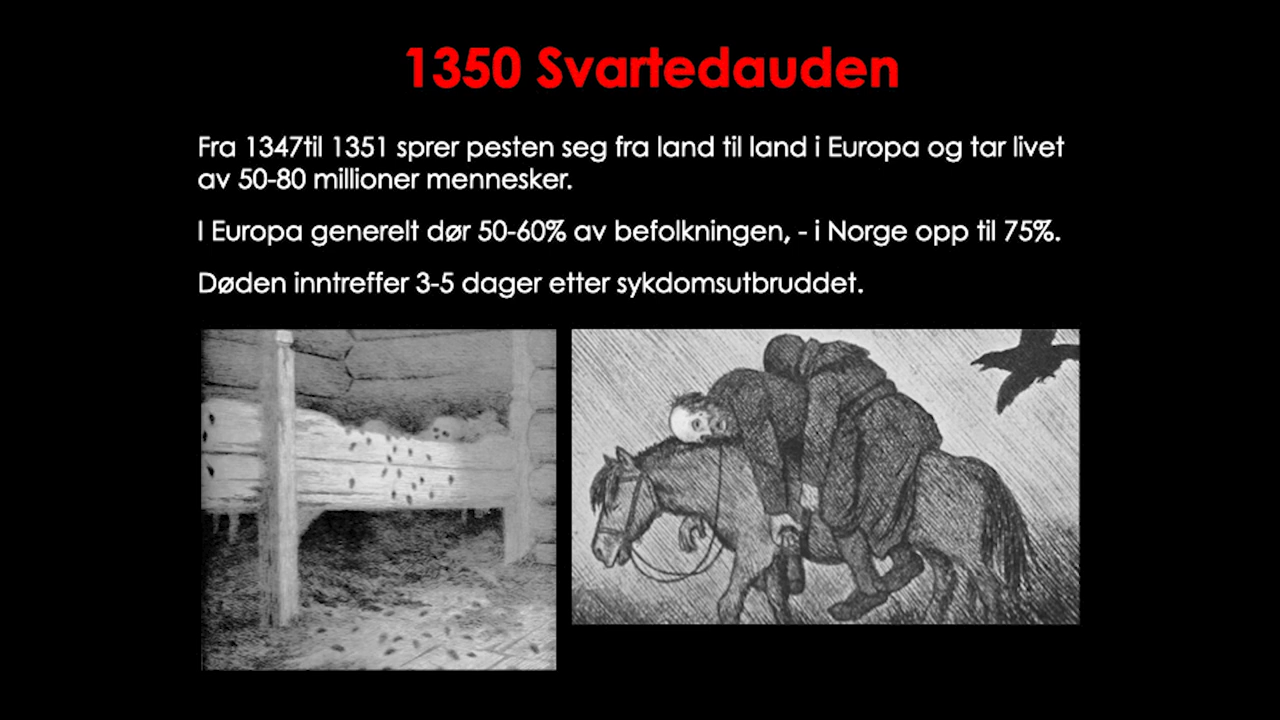 1350 Svartedauden
Fra 1347til 1351 sprer pesten seg fra land til land i Europa og tar livet
av 50-80 millioner mennesker.
I Europa generelt dør 50-60% av befolkningen, - i Norge opp til 75%.
Døden inntreffer 3-5 dager etter sykdomsutbruddet.